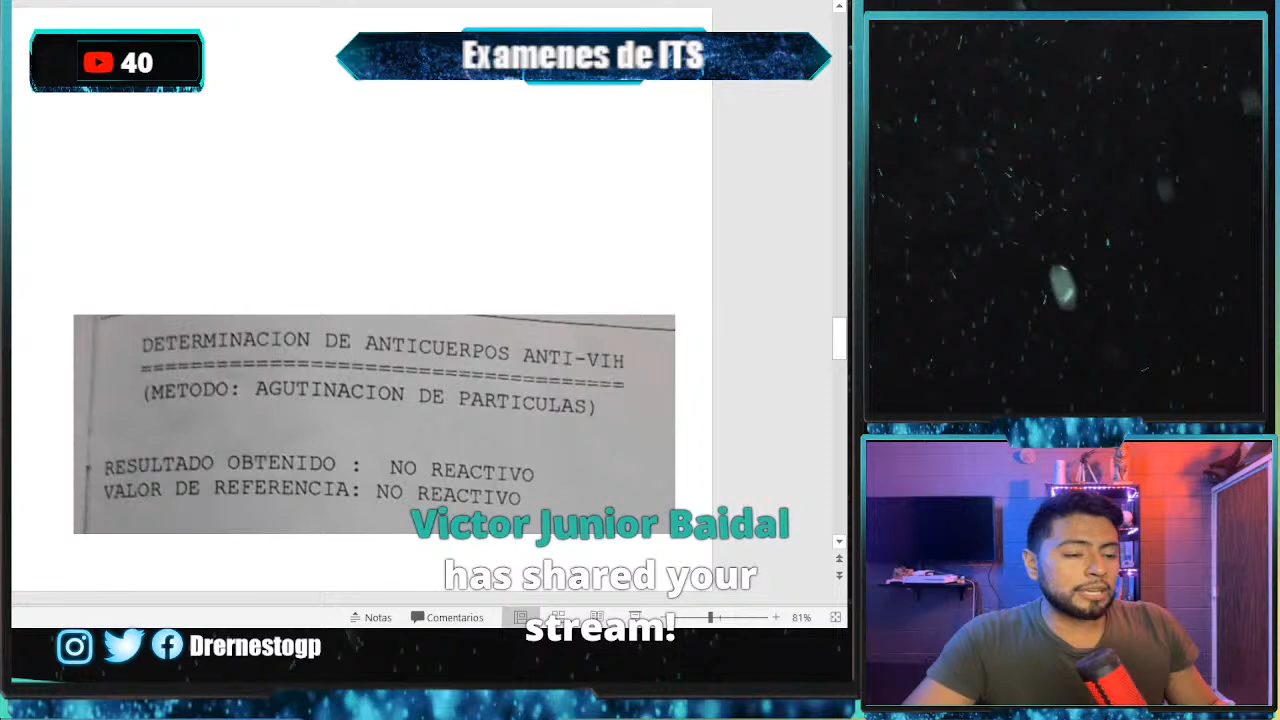 40
Examenes de ITS
DETERMINACION DE ANTICUERPOS ANTI-VIH
=====================================
(METODO: AGUTINACION DE PARTICULAS)
RESULTADO OBTENIDO : NO REACTIVO
VALOR DE REFERENCIA: NO REACTIVO
Victor Junior Baidal
has shared your
stream!
Notas
Comentarios
81%
Drernestogp